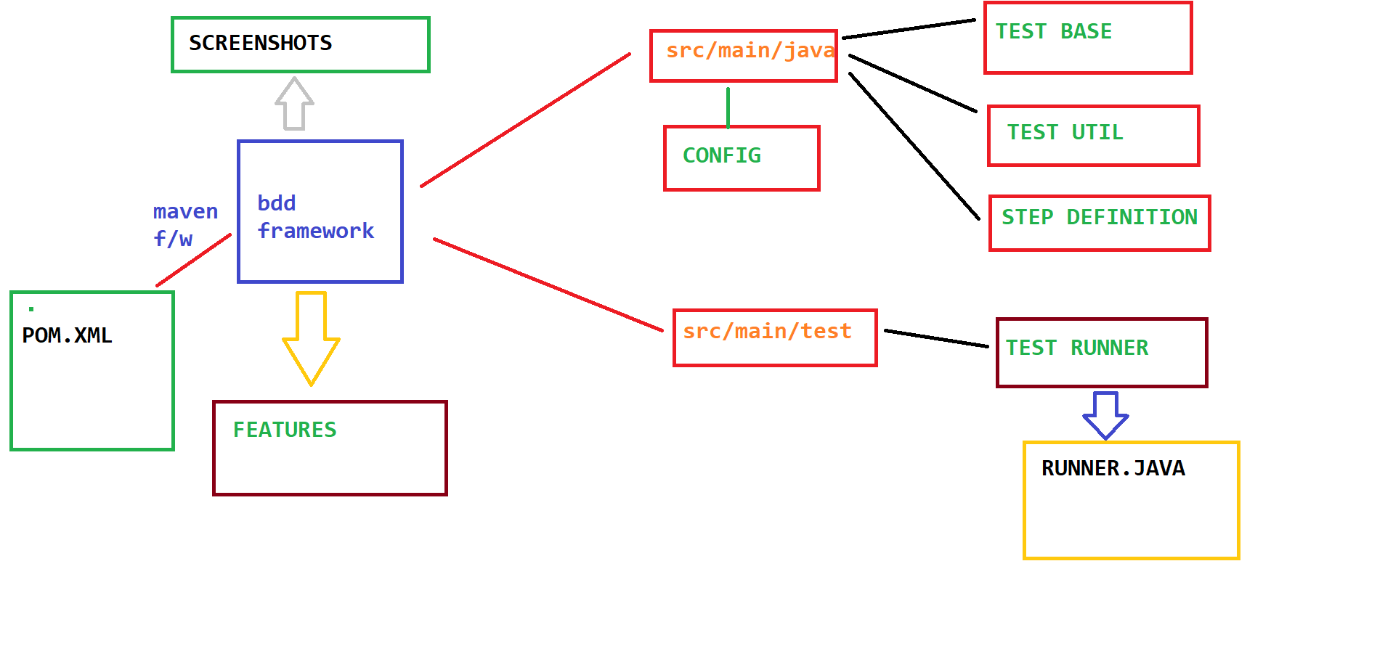 SCREENSHOTS
src/main/java
TEST BASE
TEST UTIL
CONFIG
STEP DEFINITION
maven
f/w
bdd
framework
POM.XML
src/main/test
TEST RUNNER
FEATURES
RUNNER.JAVA